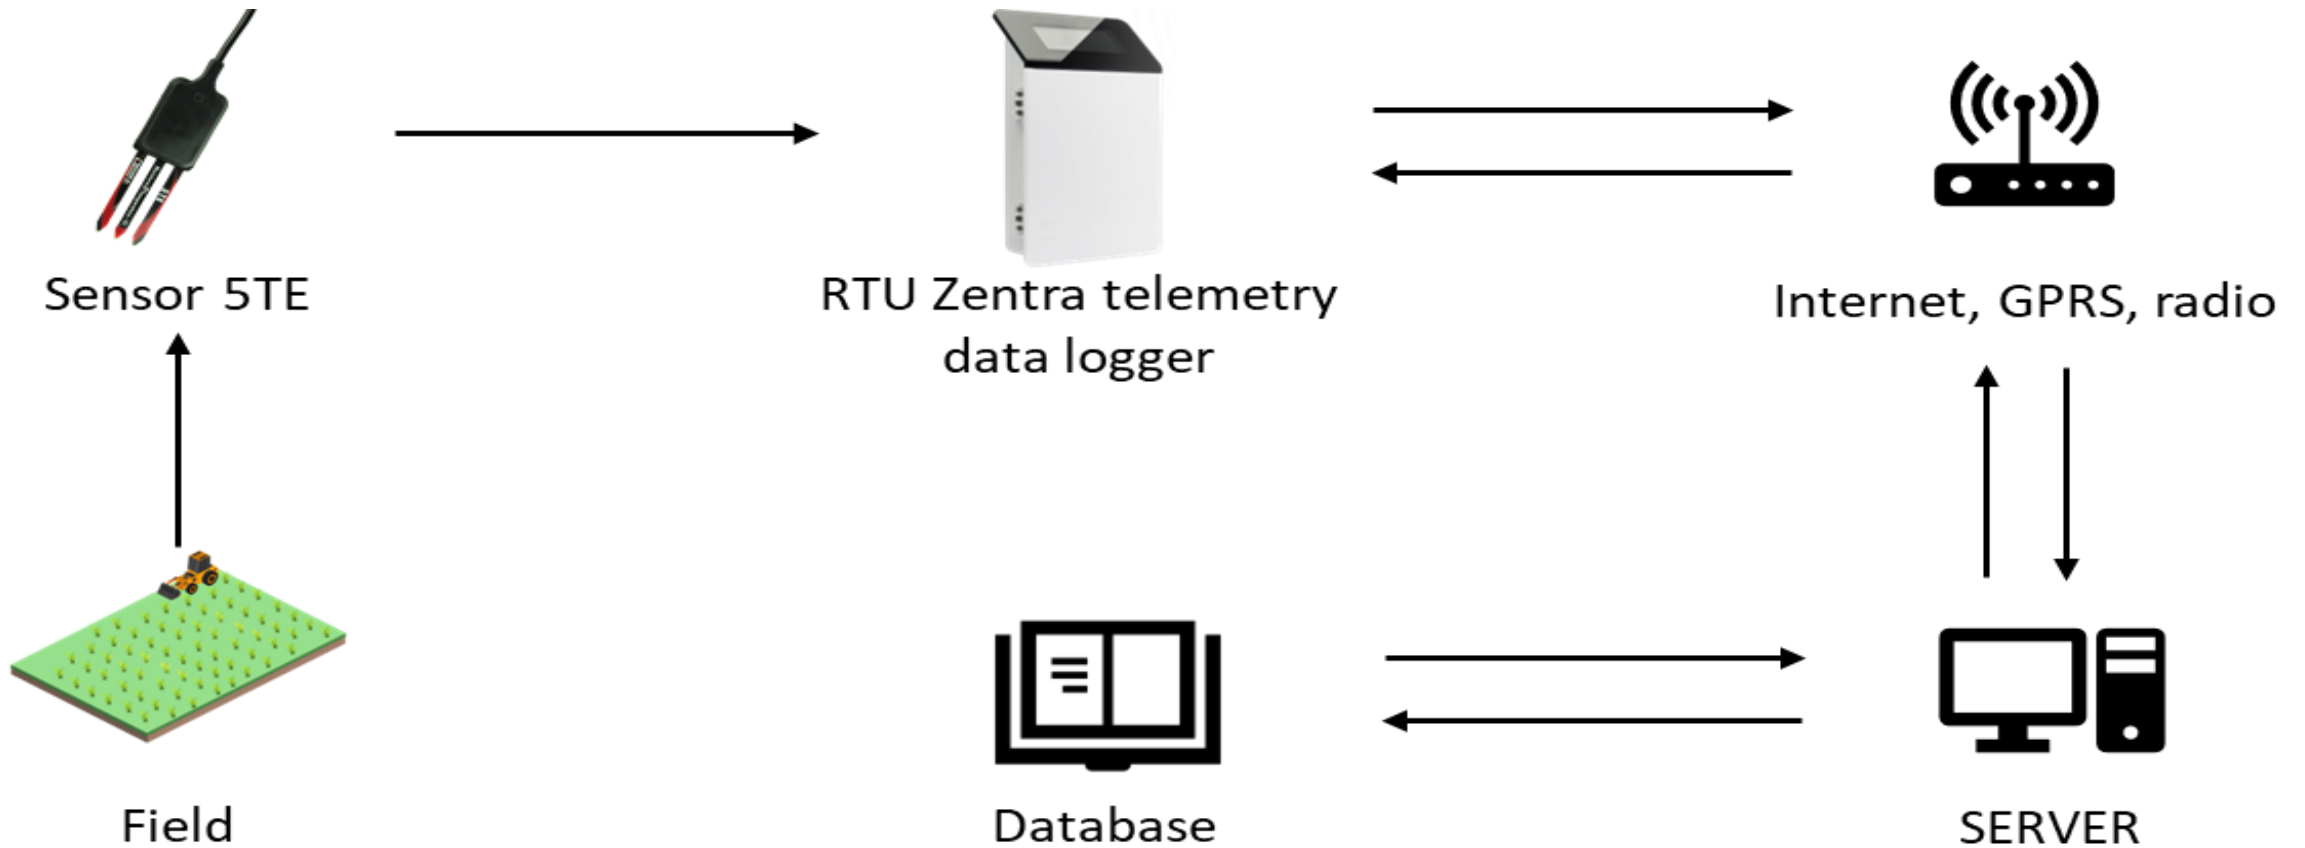 Sensor 5TE
RTU Zentra telemetry
data logger
Internet, GPRS, radio
Field
Database
SERVER